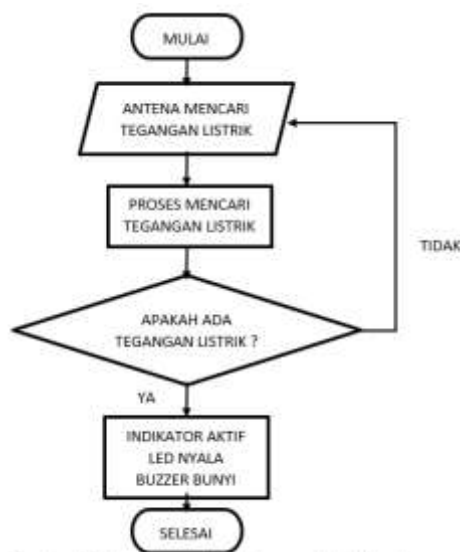 MULAI
ANTENA MENCARI
TEGANGAN LISTRIK
PROSES MENCARI
TEGANGAN LISTRIK
TIDAK
APAKAH ADA
TEGANGAN LISTRIK ?
YA
INDIKATOR AKTIF
LED NYALA
BUZZER BUNYI
SELESAI